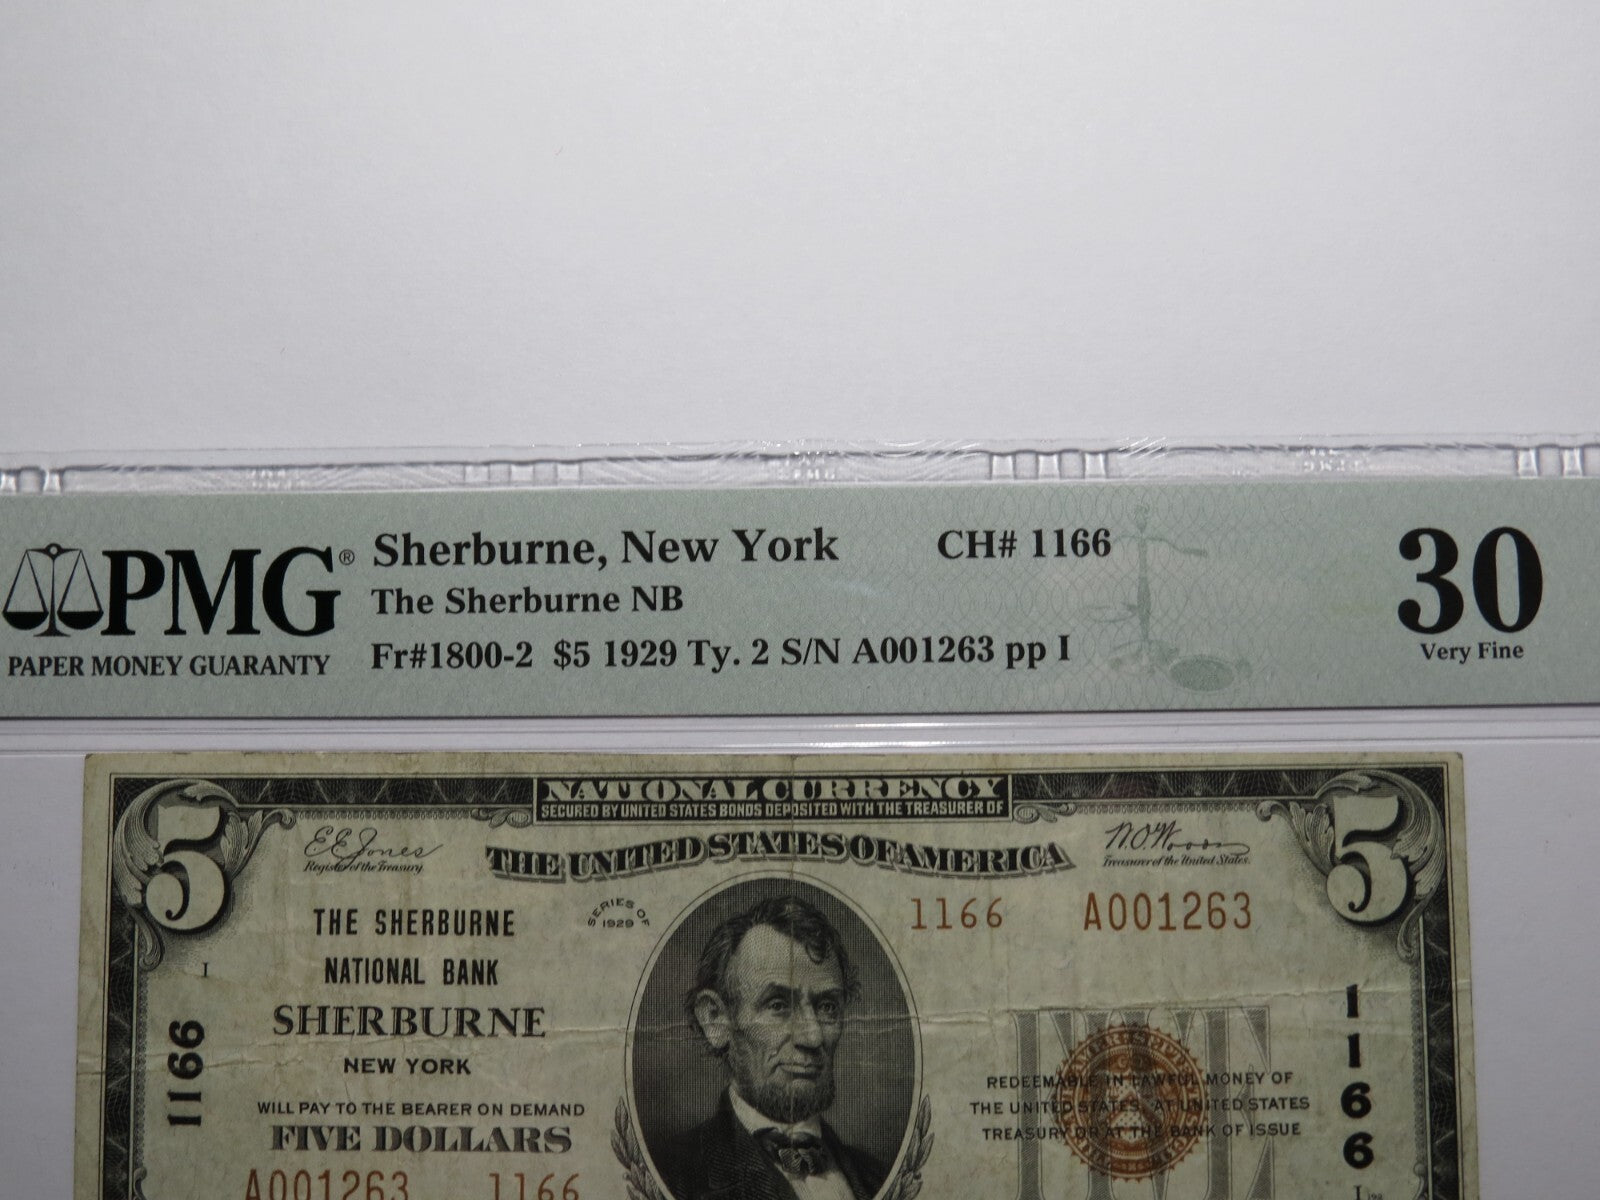 PMG®
PAPER MONEY GUARANTY
Sherburne, New York CH# 1166
The Sherburne NB
Fr#1800-2 $5 1929 Ty. 2 S/N A001263 pp I
30
Very Fine
NATIONAL CURRENCY
SECURED BY UNITED STATES BONDS DEPOSITED WITH THE TREASURER OF
THE UNITED STATES OF AMERICA
5
5
E.E. Jones
Register of the Treasury
W.O. Woods
Treasurer of the United States
THE SHERBURNE
NATIONAL BANK
SHERBURNE
NEW YORK
SERIES OF
1929
1166 A001263
I
1166
1166
WILL PAY TO THE BEARER ON DEMAND
FIVE DOLLARS
A001263 1166
FIVE
REDEEMABLE IN LAWFUL MONEY OF
THE UNITED STATES, AT UNITED STATES
TREASURY OR AT THE BANK OF ISSUE